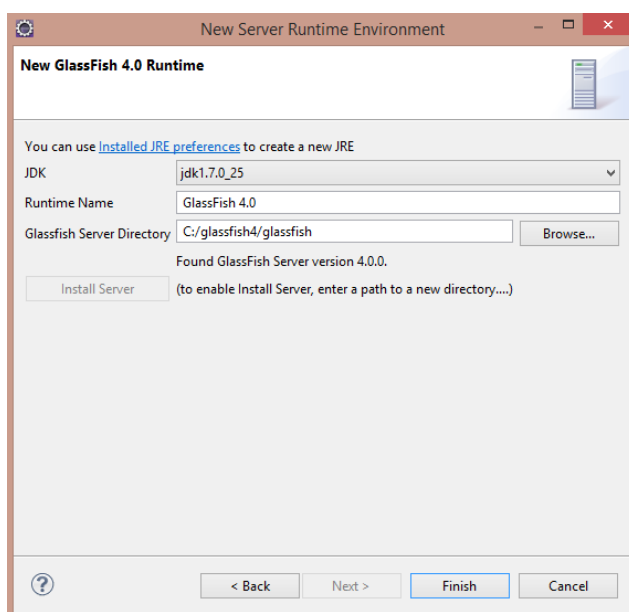 New Server Runtime Environment
New GlassFish 4.0 Runtime
You can use Installed JRE preferences to create a new JRE
JDK jdk1.7.0_25
Runtime Name GlassFish 4.0
Glassfish Server Directory C:/glassfish4/glassfish Browse...
Found GlassFish Server version 4.0.0.
Install Server (to enable Install Server, enter a path to a new directory....)
? < Back Next > Finish Cancel